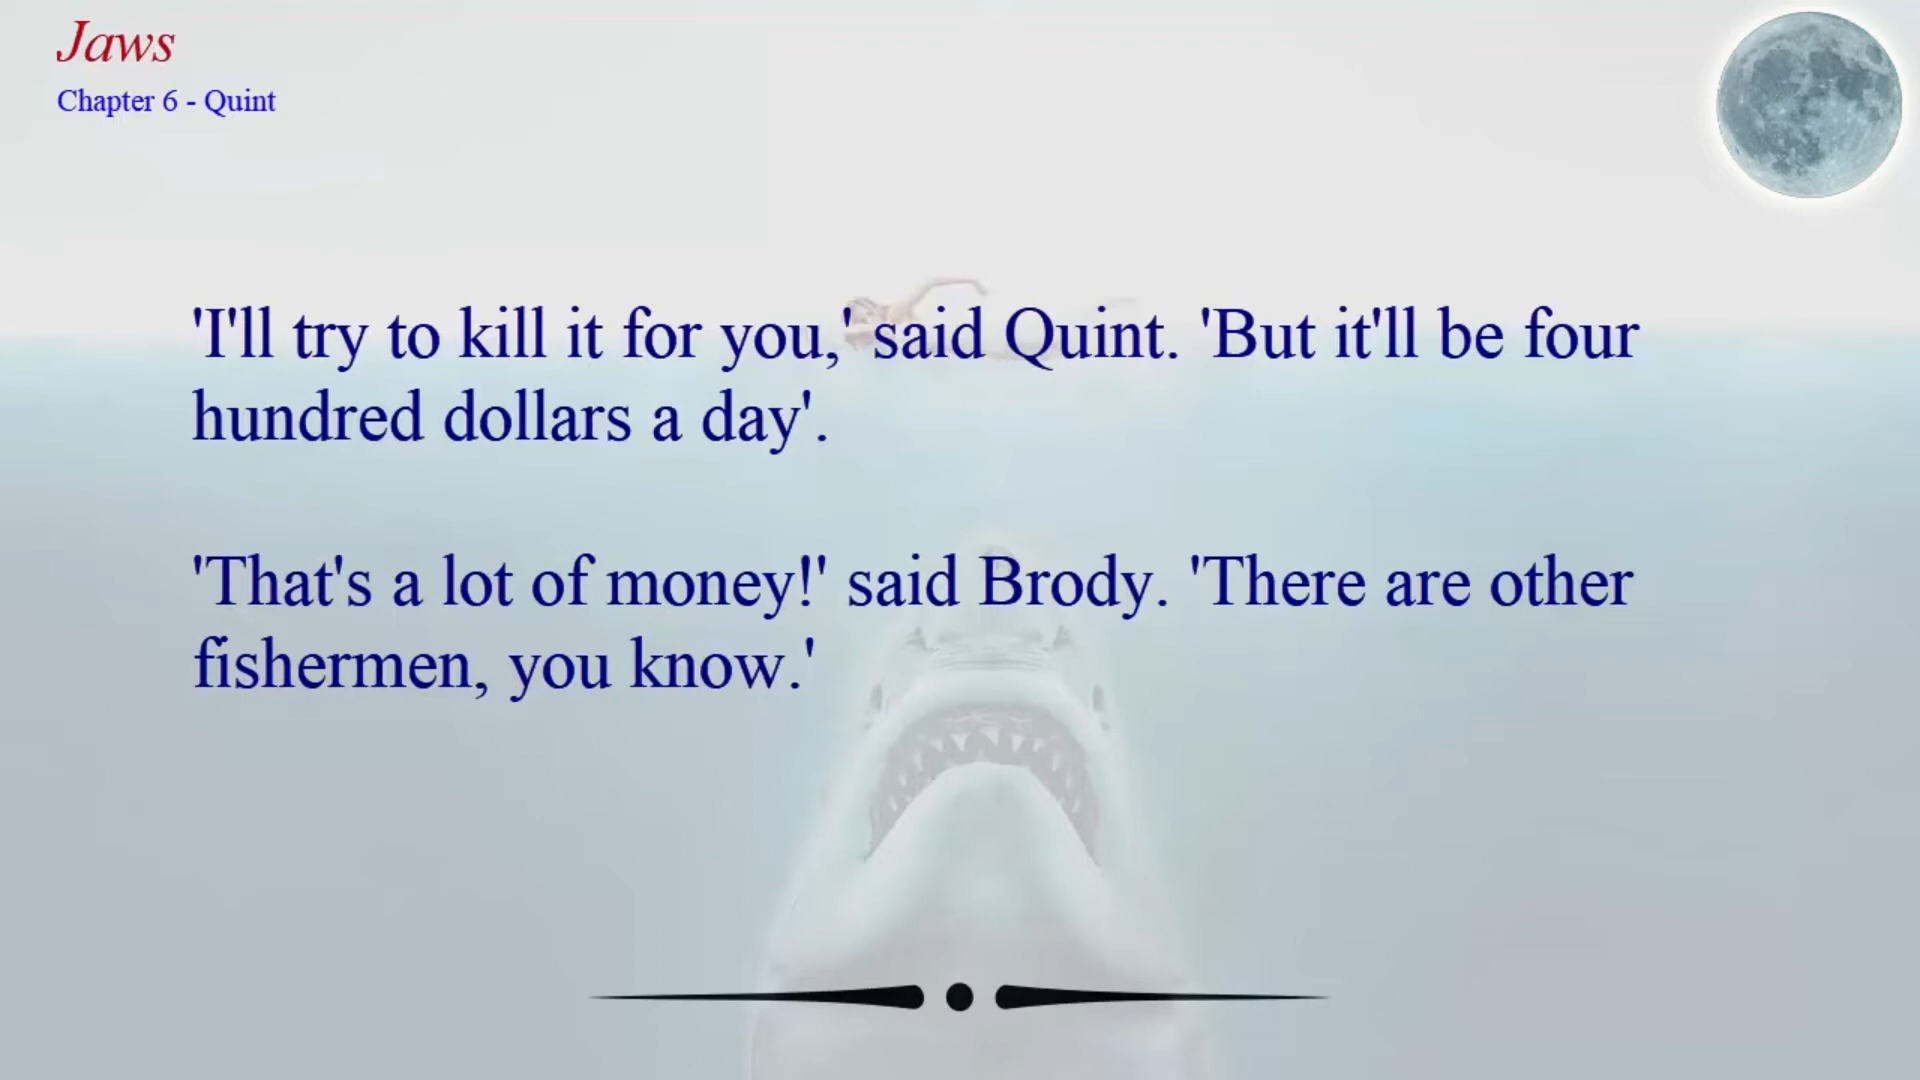 Jaws
Chapter 6 - Quint
'I'll try to kill it for you,' said Quint. 'But it'll be four
hundred dollars a day'.
'That's a lot of money!' said Brody. 'There are other
fishermen, you know.'